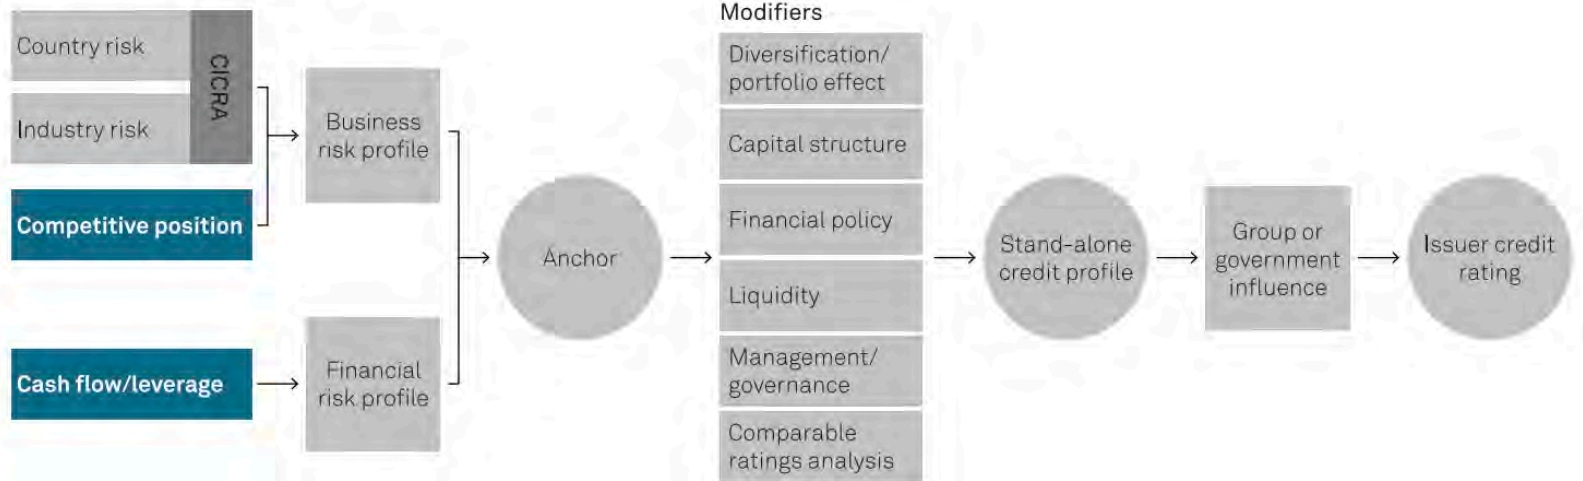 Country risk
Industry risk
CICRA
Competitive position
Cash flow/leverage
Business
risk profile
Financial
risk profile
Anchor
Modifiers
Diversification/
portfolio effect
Capital structure
Financial policy
Liquidity
Management/
governance
Comparable
ratings analysis
Stand-alone
credit profile
Group or
government
influence
Issuer credit
rating